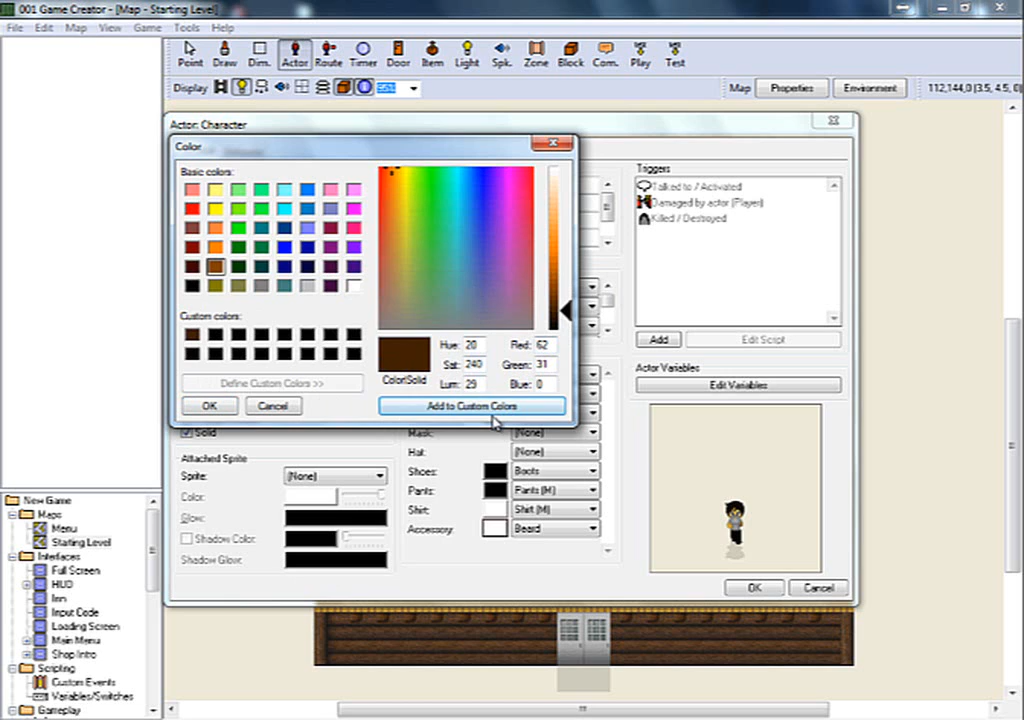 001 Game Creator - [Map - Starting Level]
File Edit Map View Game Tools Help
Point Draw Dim. Actor Route Timer Door Item Light Spk. Zone Block Com. Play Test
Display 95% Map Properties Environment 112,144,0 (3.5, 4.5, 0)
Actor: Character
Color
Basic colors:
Custom colors:
Hue: 20 Red: 62
Sat: 240 Green: 31
Color|Solid Lum: 29 Blue: 0
Define Custom Colors >>
OK Cancel Add to Custom Colors
Triggers
Talked to / Activated
Damaged by actor (Player)
Killed / Destroyed
Add Edit Script
Actor Variables
Edit Variables
Solid
Attached Sprite
Sprite: (None)
Color:
Glow:
Shadow Color:
Shadow Glow:
Mask: (None)
Hat: (None)
Shoes: Boots
Pants: Pants (M)
Shirt: Shirt (M)
Accessory: Beard
OK Cancel
New Game
Maps
Menu
Starting Level
Interfaces
Full Screen
HUD
Inn
Input Code
Loading Screen
Main Menu
Shop Intro
Scripting
Custom Events
Variables/Switches
Gameplay